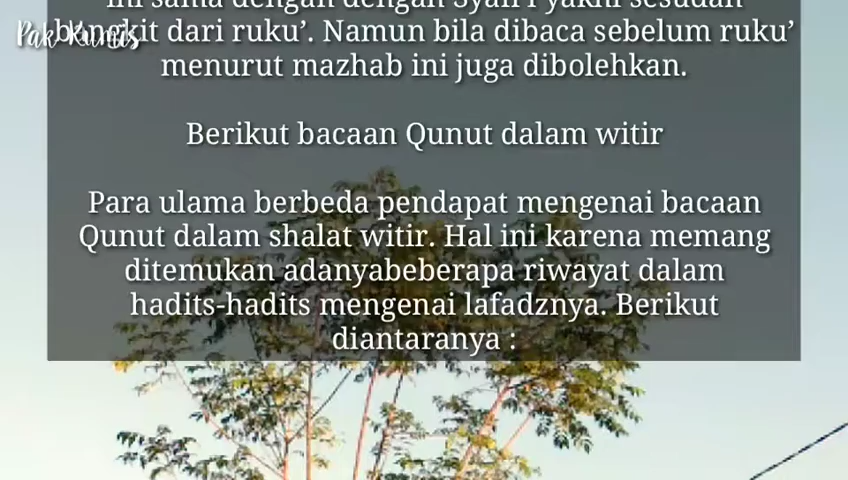 ini sama dengan dengan Syafi'i yakni sesudah
bangkit dari ruku’. Namun bila dibaca sebelum ruku’
menurut mazhab ini juga dibolehkan.
Berikut bacaan Qunut dalam witir
Para ulama berbeda pendapat mengenai bacaan
Qunut dalam shalat witir. Hal ini karena memang
ditemukan adanyabeberapa riwayat dalam
hadits-hadits mengenai lafadznya. Berikut
diantaranya :
Pak Kumis